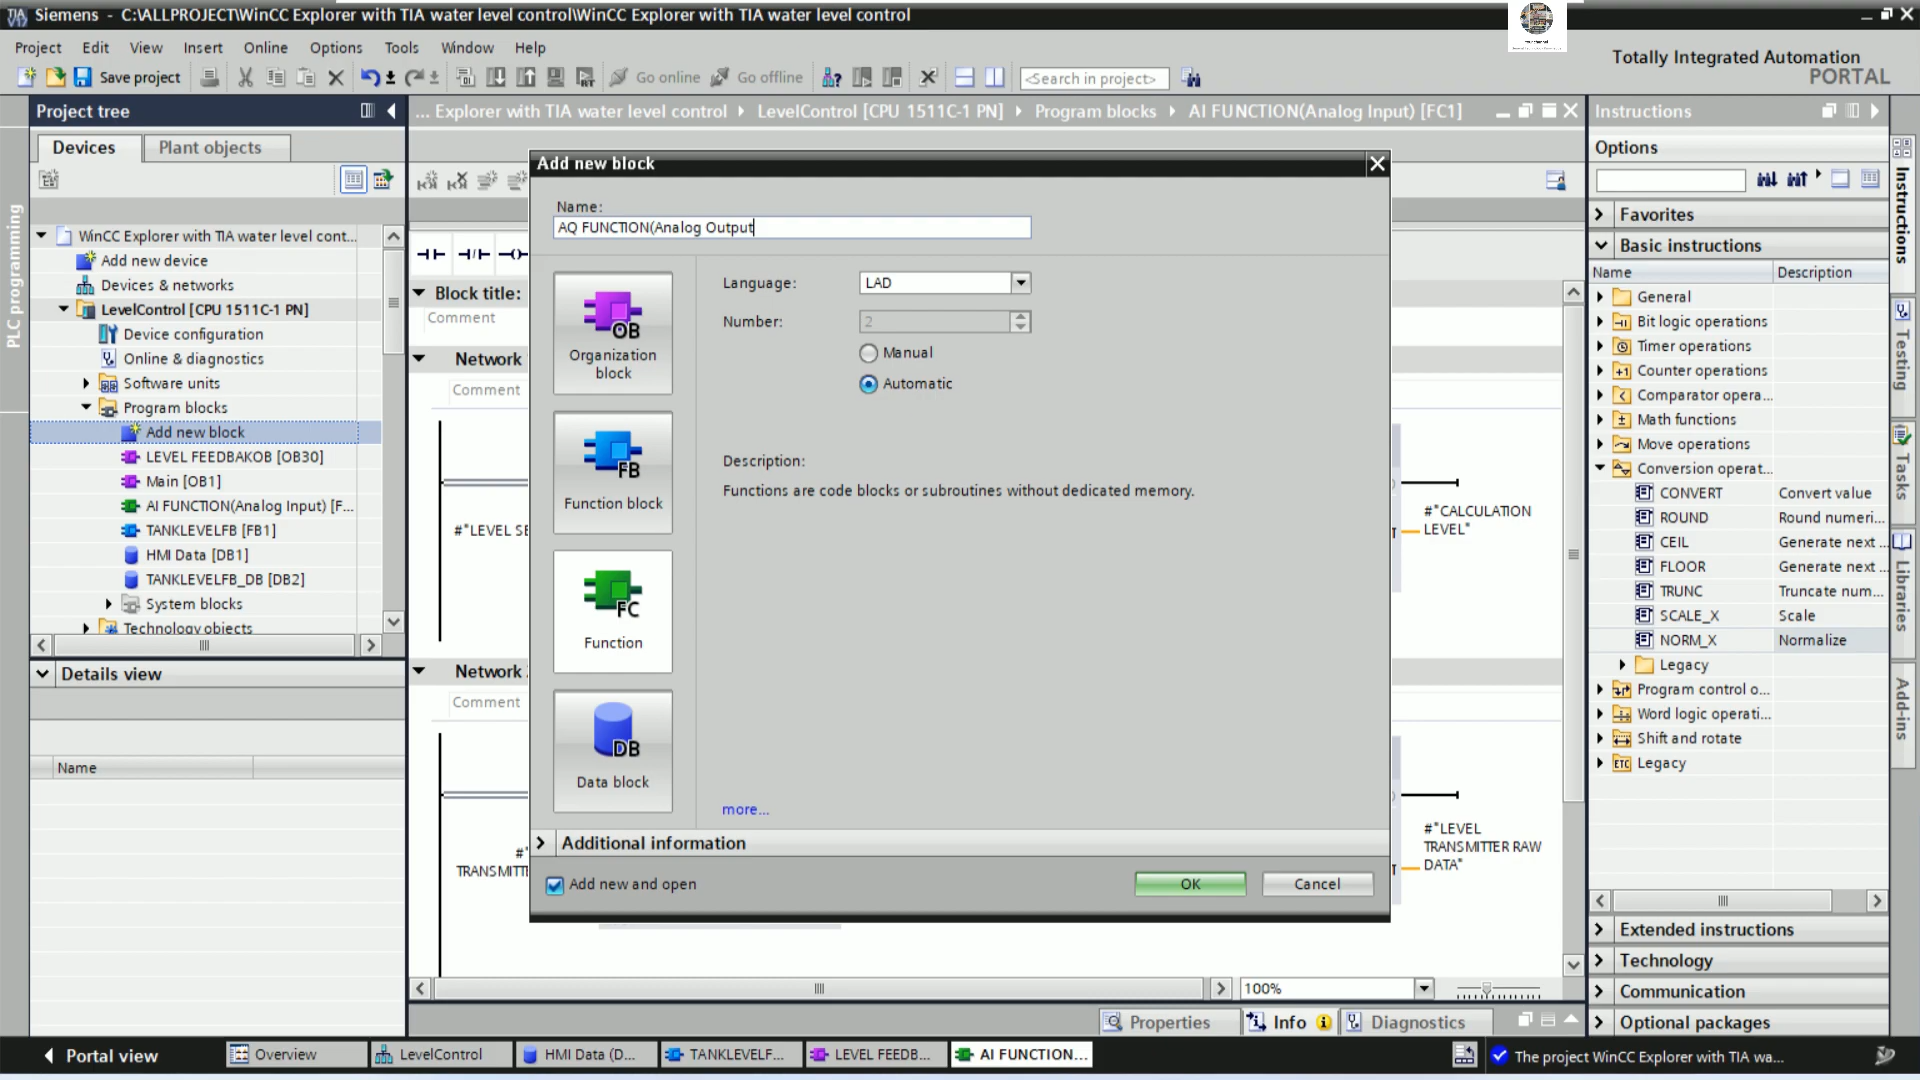 Siemens - C:\ALLPROJECT\WinCC Explorer with TIA water level control\WinCC Explorer with TIA water level control
Project Edit View Insert Online Options Tools Window Help
Totally Integrated Automation
PORTAL
Save project
Go online
Go offline
<Search in project>
Project tree
... Explorer with TIA water level control
LevelControl [CPU 1511C-1 PN]
Program blocks
AI FUNCTION(Analog Input) [FC1]
Instructions
Devices
Plant objects
Options
PLC programming
WinCC Explorer with TIA water level cont...
Add new device
Devices & networks
LevelControl [CPU 1511C-1 PN]
Device configuration
Online & diagnostics
Software units
Program blocks
Add new block
LEVEL FEEDBAKOB [OB30]
Main [OB1]
AI FUNCTION(Analog Input) [F...
TANKLEVELFB [FB1]
HMI Data [DB1]
TANKLEVELFB_DB [DB2]
System blocks
Technology objects
Details view
Name
Block title:
Comment
Network
Comment
#"LEVEL SE
#"CALCULATION
LEVEL"
Network
Comment
#"
TRANSMITT
#"LEVEL
TRANSMITTER RAW
DATA"
Add new block
Name:
AQ FUNCTION(Analog Output
OB
Organization
block
FB
Function block
FC
Function
DB
Data block
Language:
LAD
Number:
2
Manual
Automatic
Description:
Functions are code blocks or subroutines without dedicated memory.
more...
Additional information
Add new and open
OK
Cancel
Favorites
Basic instructions
Name Description
General
Bit logic operations
Timer operations
Counter operations
Comparator opera...
Math functions
Move operations
Conversion operat...
CONVERT Convert value
ROUND Round numeri...
CEIL Generate next ...
FLOOR Generate next ...
TRUNC Truncate num...
SCALE_X Scale
NORM_X Normalize
Legacy
Program control o...
Word logic operati...
Shift and rotate
Legacy
Extended instructions
Technology
Communication
Optional packages
Instructions
Testing
Tasks
Libraries
Add-ins
100%
Properties
Info
Diagnostics
Portal view
Overview
LevelControl
HMI Data (D...
TANKLEVELF...
LEVEL FEEDB...
AI FUNCTION...
The project WinCC Explorer with TIA wa...